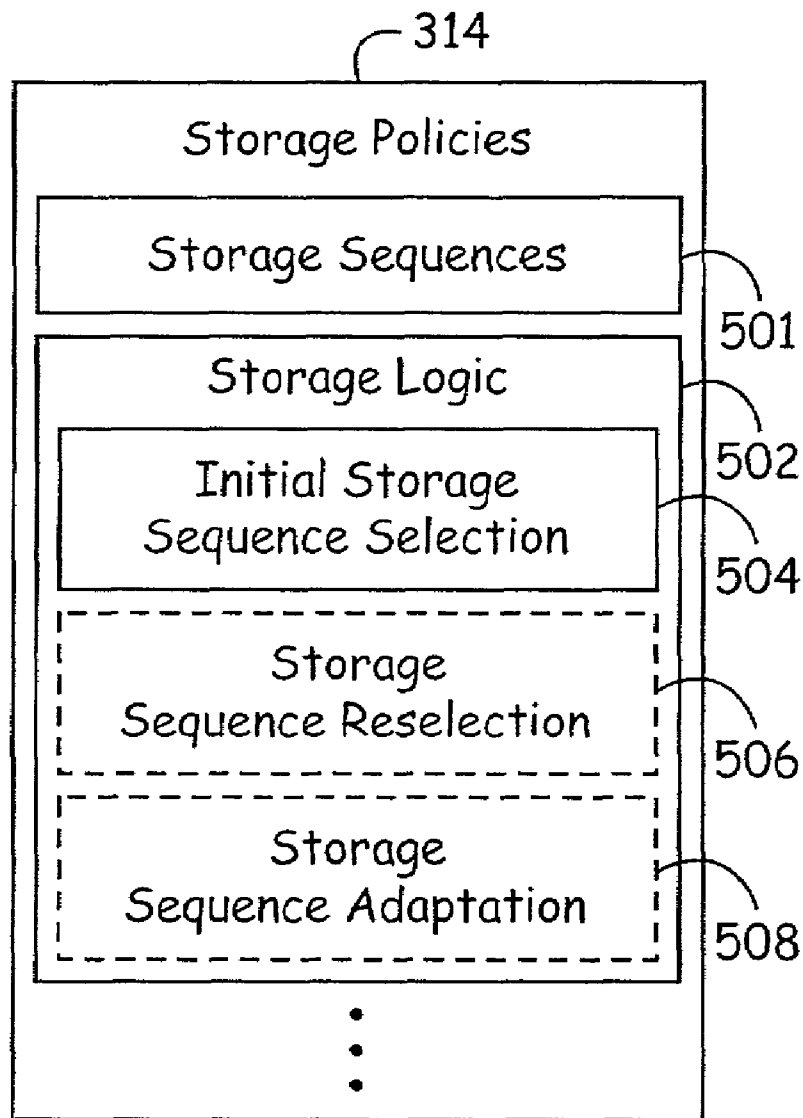 314
Storage Policies
Storage Sequences
501
Storage Logic
502
Initial Storage
Sequence Selection
504
Storage
Sequence Reselection
506
Storage
Sequence Adaptation
508